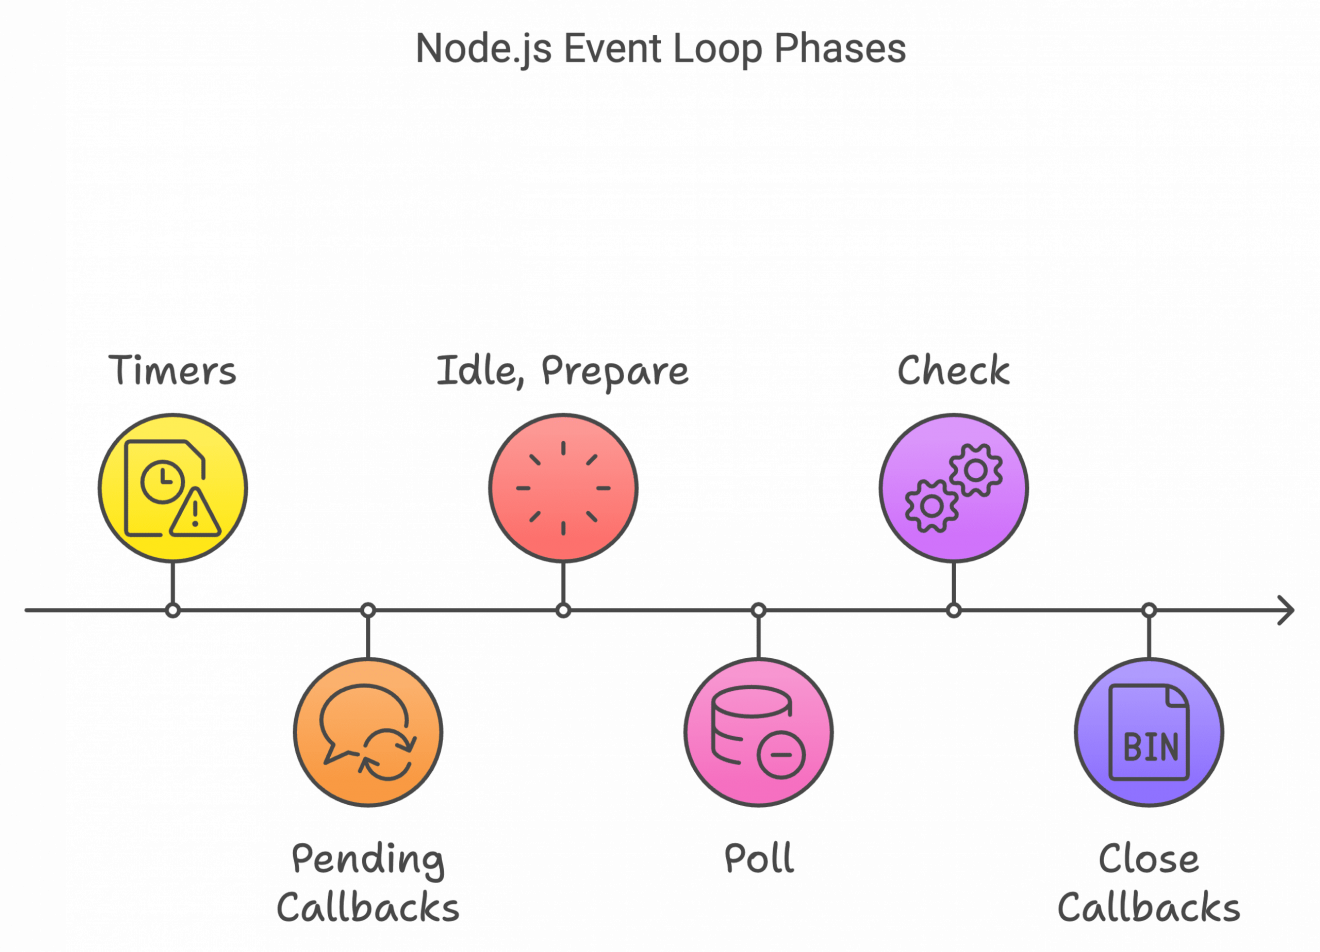 Node.js Event Loop Phases
Timers
Idle, Prepare
Check
BIN
Pending
Callbacks
Poll
Close
Callbacks